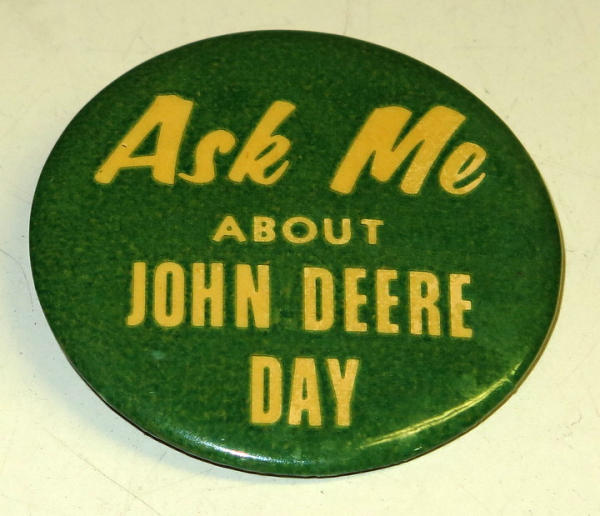 Ask Me
ABOUT
JOHN DEERE
DAY